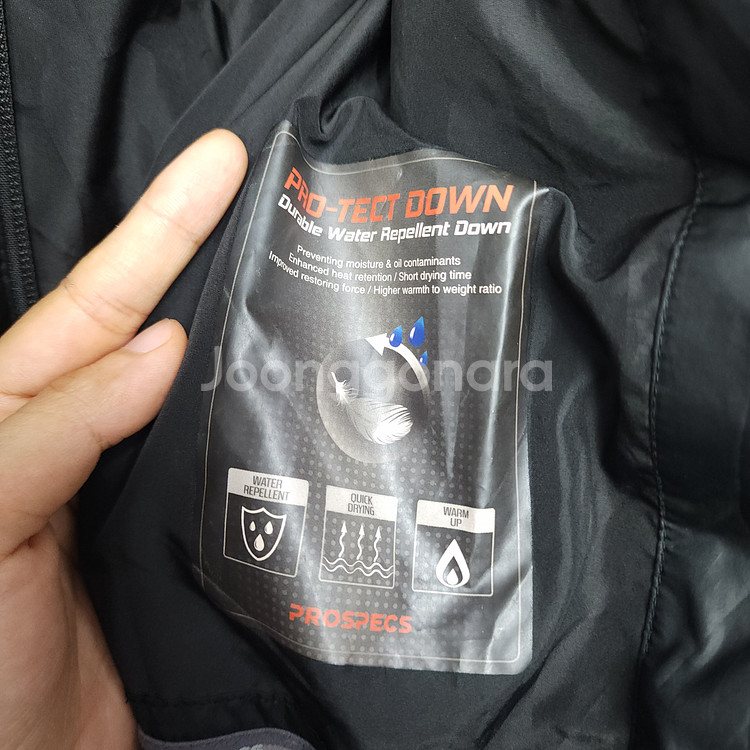 PRO-TECT DOWN
Durable Water Repellent Down
Preventing moisture & oil contaminants
Enhanced heat retention / Short drying time
Improved restoring force / Higher warmth to weight ratio
Joonggonara
WATER
REPELLENT
QUICK
DRYING
WARM
UP
PROSPECS